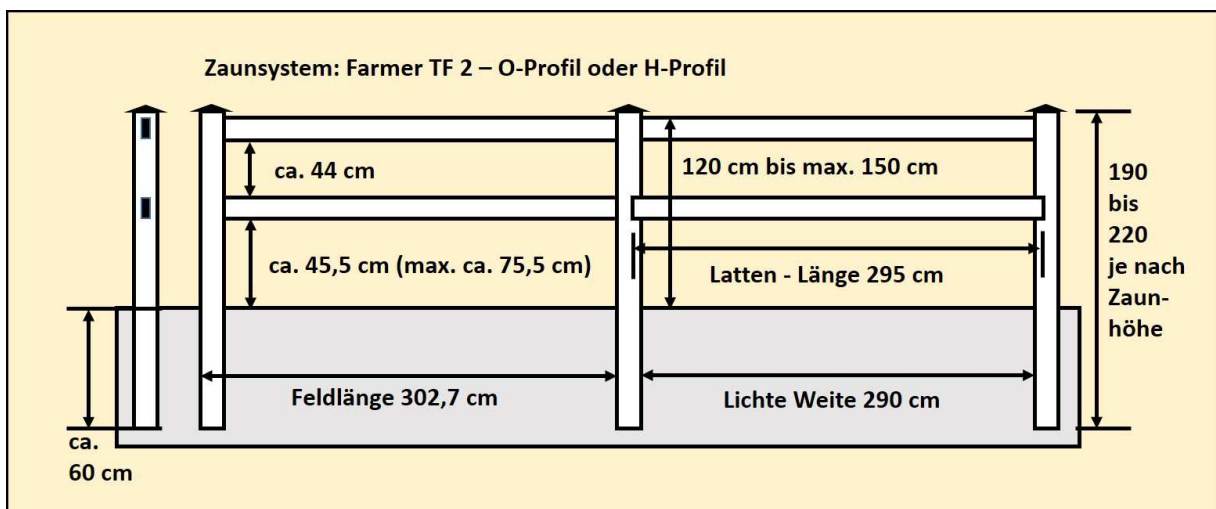 Zaunsystem: Farmer TF 2 – O-Profil oder H-Profil
ca. 44 cm
120 cm bis max. 150 cm
190
bis
220
je nach
Zaun-
höhe
ca. 45,5 cm (max. ca. 75,5 cm)
Latten - Länge 295 cm
Feldlänge 302,7 cm
Lichte Weite 290 cm
ca.
60 cm